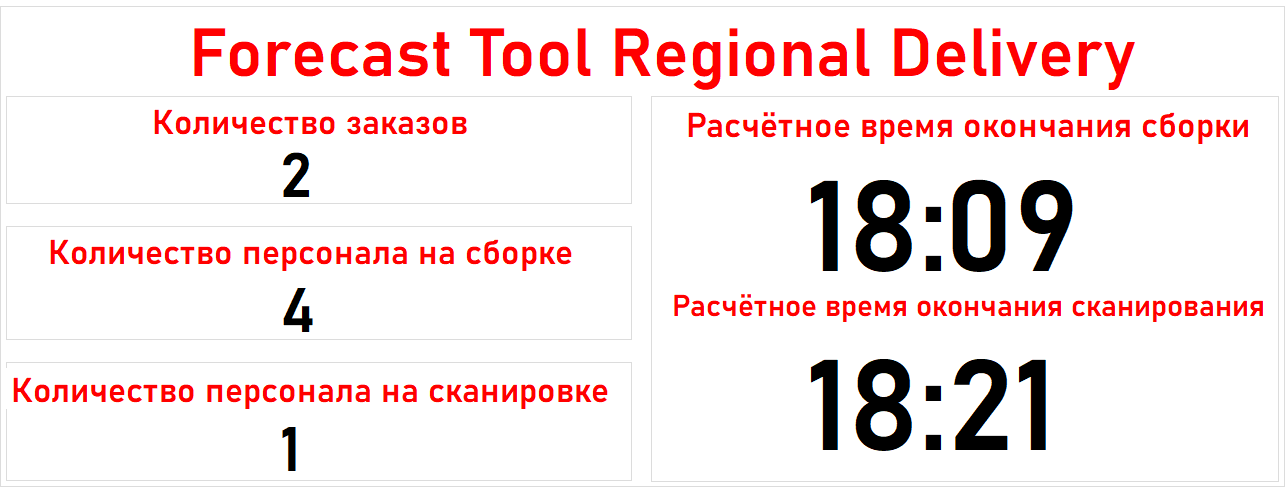 Forecast Tool Regional Delivery
Количество заказов
2
Количество персонала на сборке
4
Количество персонала на сканировке
1
Расчётное время окончания сборки
18:09
Расчётное время окончания сканирования
18:21